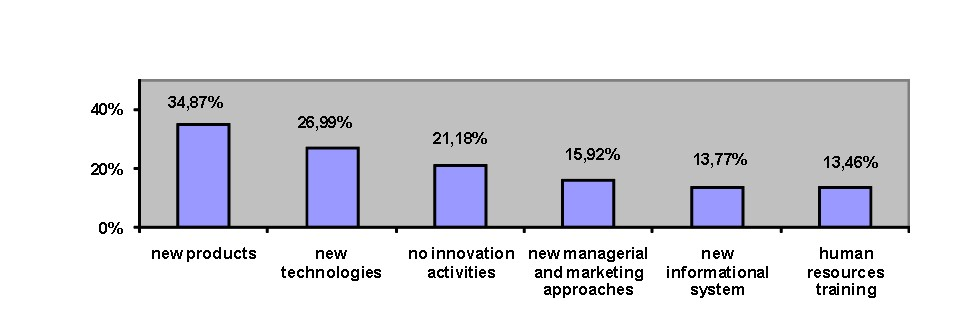 34,87%
26,99%
21,18%
15,92%
13,77%
13,46%
40%
20%
0%
new products
new
technologies
no innovation
activities
new managerial
and marketing
approaches
new
informational
system
human
resources
training